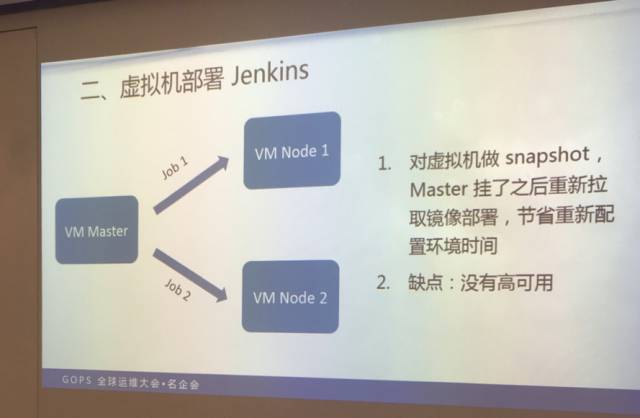 二、虚拟机部署 Jenkins
VM Master
Job 1
VM Node 1
Job 2
VM Node 2
1. 对虚拟机做 snapshot，
Master 挂了之后重新拉
取镜像部署，节省重新配
置环境时间
2. 缺点：没有高可用
GOPS 全球运维大会•名企会